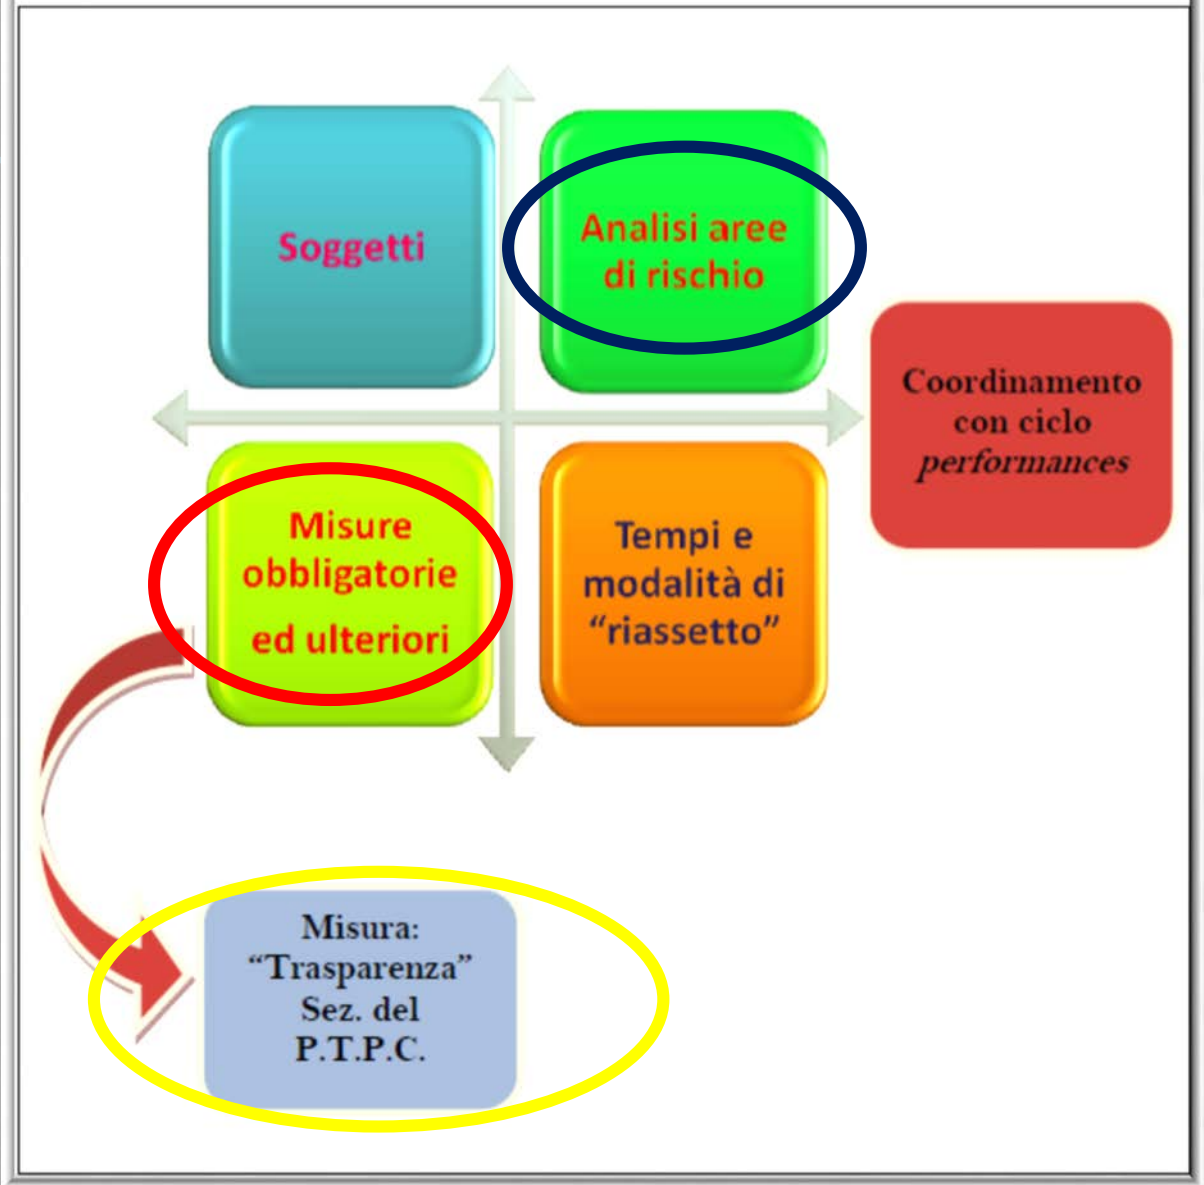 Soggetti
Analisi aree
di rischio
Coordinamento
con ciclo
performances
Misure
obbligatorie
ed ulteriori
Tempi e
modalità di
“riassetto”
Misura:
“Trasparenza”
Sez. del
P.T.P.C.